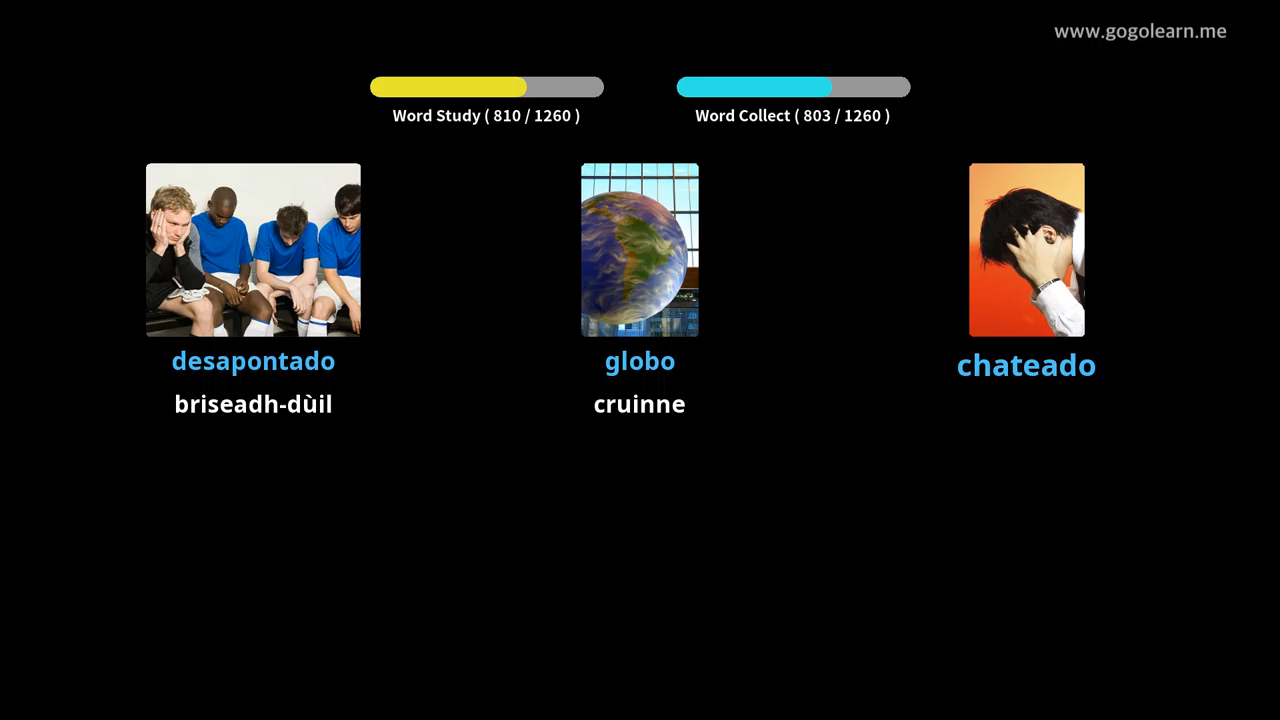 www.gogolearn.me
Word Study ( 810 / 1260 )
Word Collect ( 803 / 1260 )
desapontado
globo
chateado
briseadh-dùil
cruinne